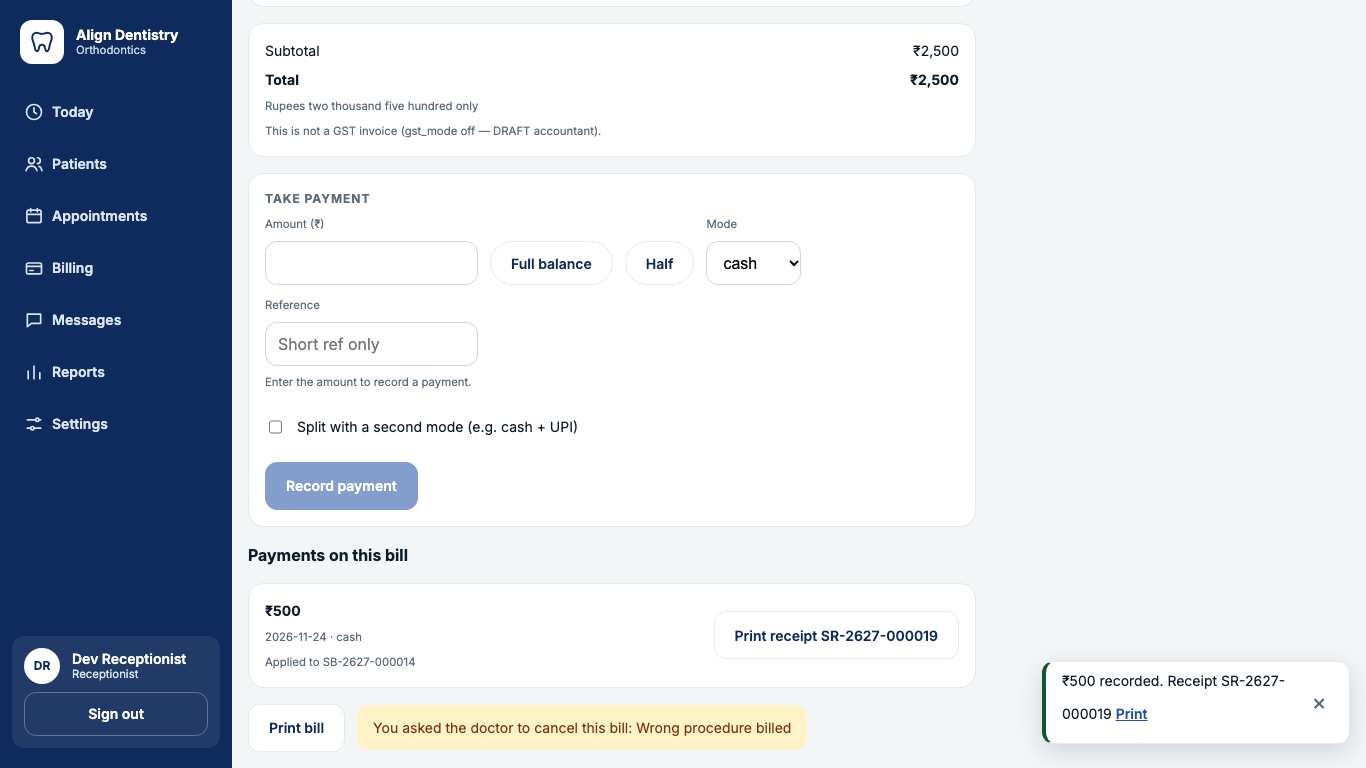 Align Dentistry
Orthodontics
Today
Patients
Appointments
Billing
Messages
Reports
Settings
DR
Dev Receptionist
Receptionist
Sign out
Subtotal ₹2,500
Total ₹2,500
Rupees two thousand five hundred only
This is not a GST invoice (gst_mode off — DRAFT accountant).
TAKE PAYMENT
Amount (₹) Mode
Full balance Half cash
Reference
Short ref only
Enter the amount to record a payment.
Split with a second mode (e.g. cash + UPI)
Record payment
Payments on this bill
₹500
2026-11-24 · cash
Applied to SB-2627-000014
Print receipt SR-2627-000019
Print bill
You asked the doctor to cancel this bill: Wrong procedure billed
₹500 recorded. Receipt SR-2627-
000019 Print